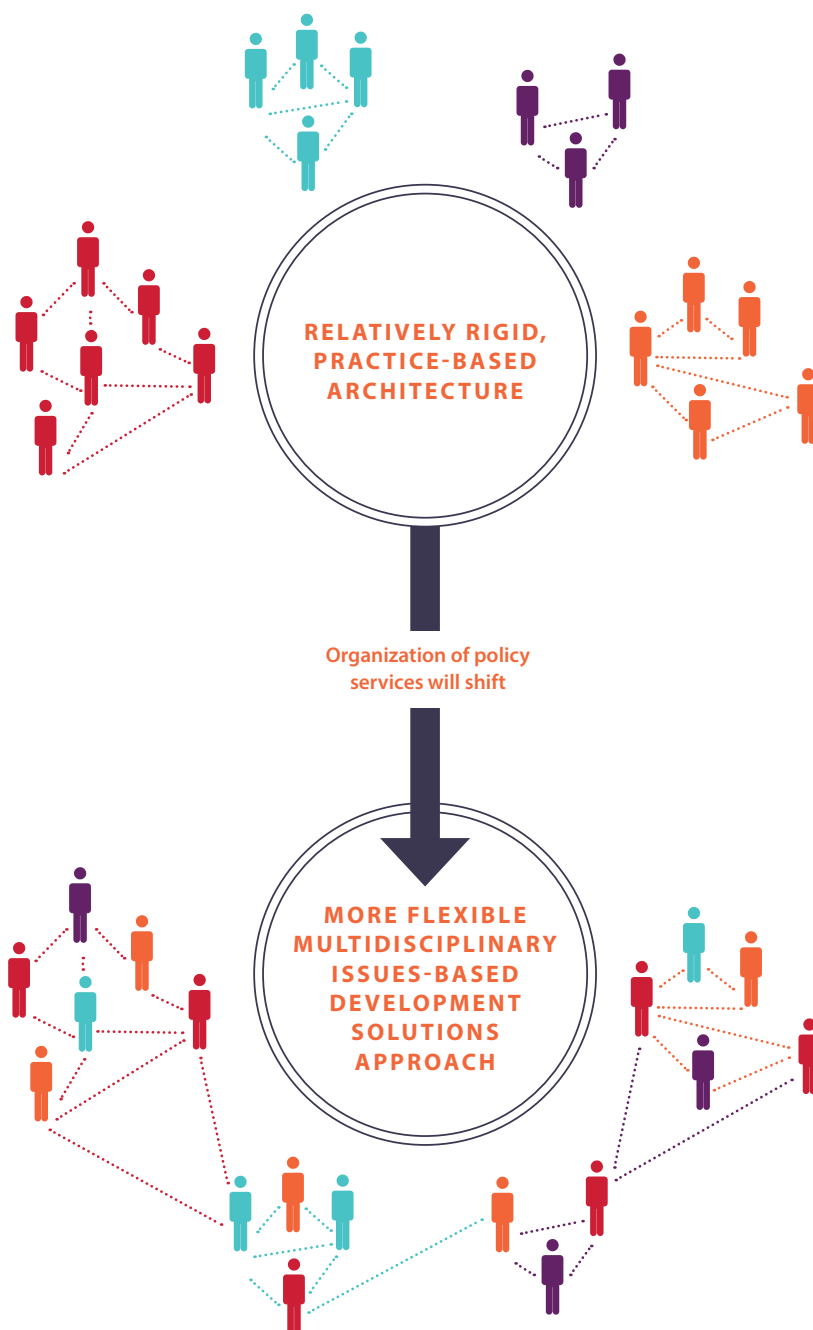 RELATIVELY RIGID,
PRACTICE-BASED
ARCHITECTURE
Organization of policy
services will shift
MORE FLEXIBLE
MULTIDISCIPLINARY
ISSUES-BASED
DEVELOPMENT
SOLUTIONS
APPROACH